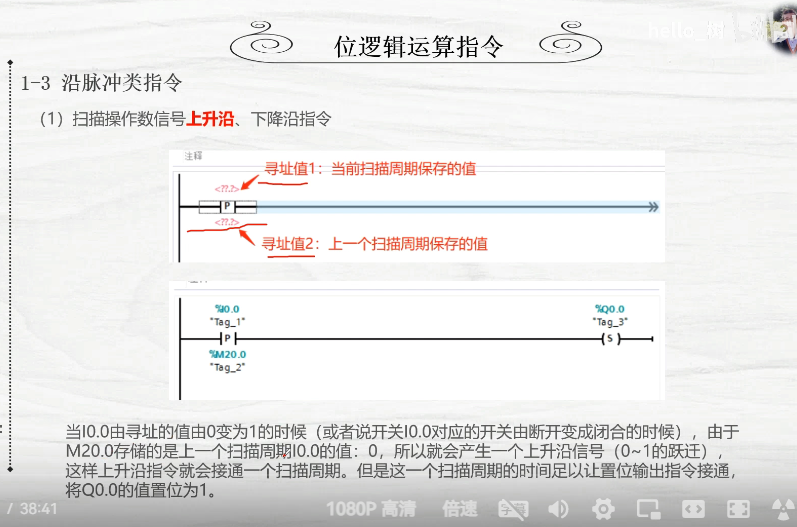 hello_树
位逻辑运算指令
1-3 沿脉冲类指令
（1）扫描操作数信号上升沿、下降沿指令
注释
寻址值1：当前扫描周期保存的值
<??.?>
P
<??.?>
寻址值2：上一个扫描周期保存的值
%I0.0
%Q0.0
"Tag_1"
"Tag_3"
P
S
%M20.0
"Tag_2"
当I0.0由寻址的值由0变为1的时候（或者说开关I0.0对应的开关由断开变成闭合的时候），由于
M20.0存储的是上一个扫描周期I0.0的值：0，所以就会产生一个上升沿信号（0~1的跃迁），
这样上升沿指令就会接通一个扫描周期。但是这一个扫描周期的时间足以让置位输出指令接通，
将Q0.0的值置位为1。
/ 38:41
1080P 高清
倍速
字幕